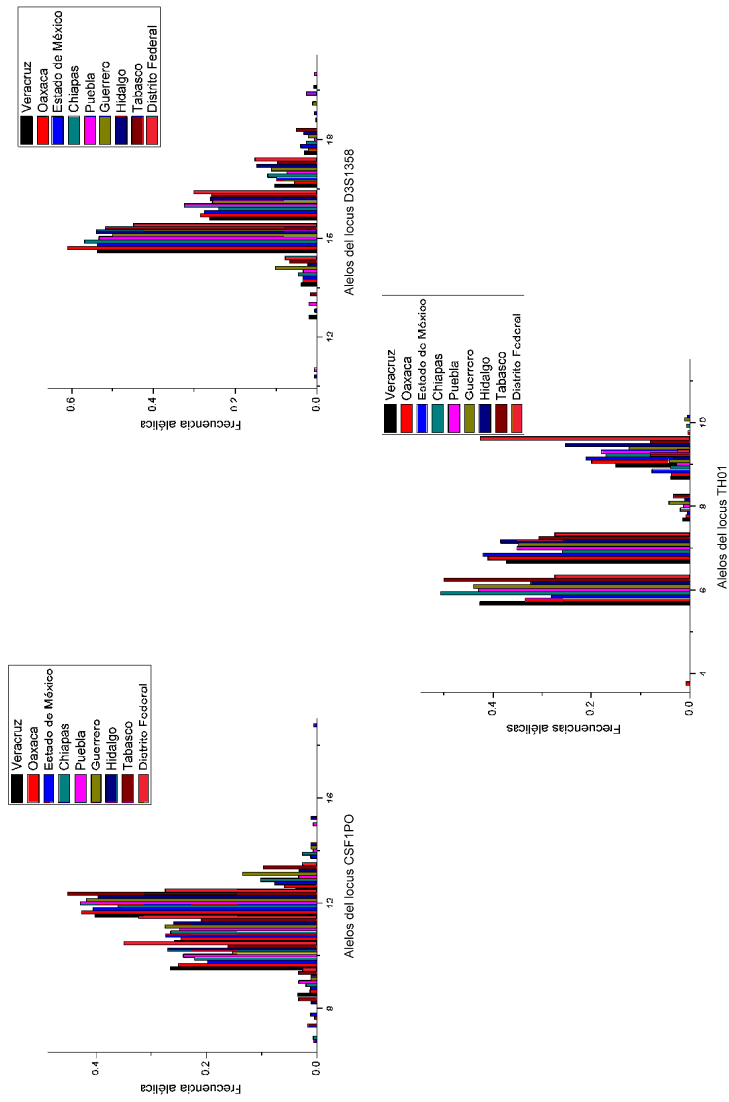 Veracruz
Oaxaca
Estado de México
Chiapas
Puebla
Guerrero
Hidalgo
Tabasco
Distrito Federal
Frecuencia alélica
0.4
0.2
0.0
8
12
16
Alelos del locus CSF1PO
Veracruz
Oaxaca
Estado de México
Chiapas
Puebla
Guerrero
Hidalgo
Tabasco
Distrito Federal
Frecuencia alélica
0.6
0.4
0.2
0.0
12
16
18
Alelos del locus D3S1358
Veracruz
Oaxaca
Estado de México
Chiapas
Puebla
Guerrero
Hidalgo
Tabasco
Distrito Federal
Frecuencias alélicas
0.4
0.2
0.0
4
6
8
10
Alelos del locus TH01